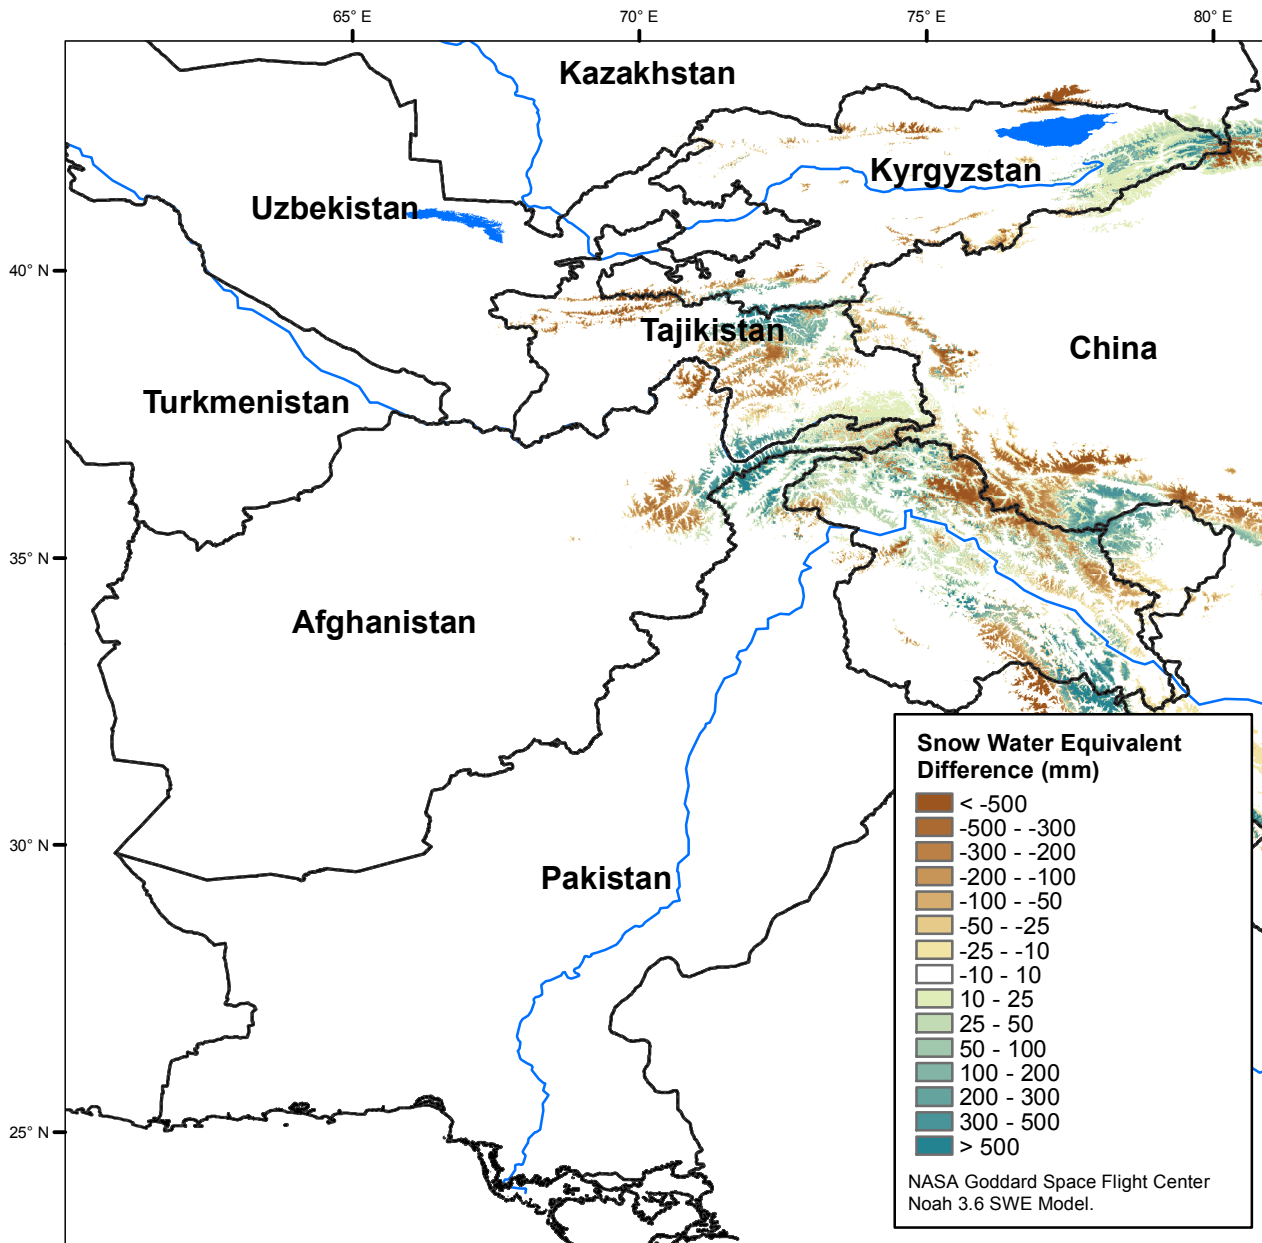 65° E
70° E
75° E
80° E
Kazakhstan
Kyrgyzstan
Uzbekistan
40° N
Tajikistan
China
Turkmenistan
35° N
Afghanistan
30° N
Pakistan
25° N
Snow Water Equivalent
Difference (mm)
< -500
-500 - -300
-300 - -200
-200 - -100
-100 - -50
-50 - -25
-25 - -10
-10 - 10
10 - 25
25 - 50
50 - 100
100 - 200
200 - 300
300 - 500
> 500
NASA Goddard Space Flight Center
Noah 3.6 SWE Model.